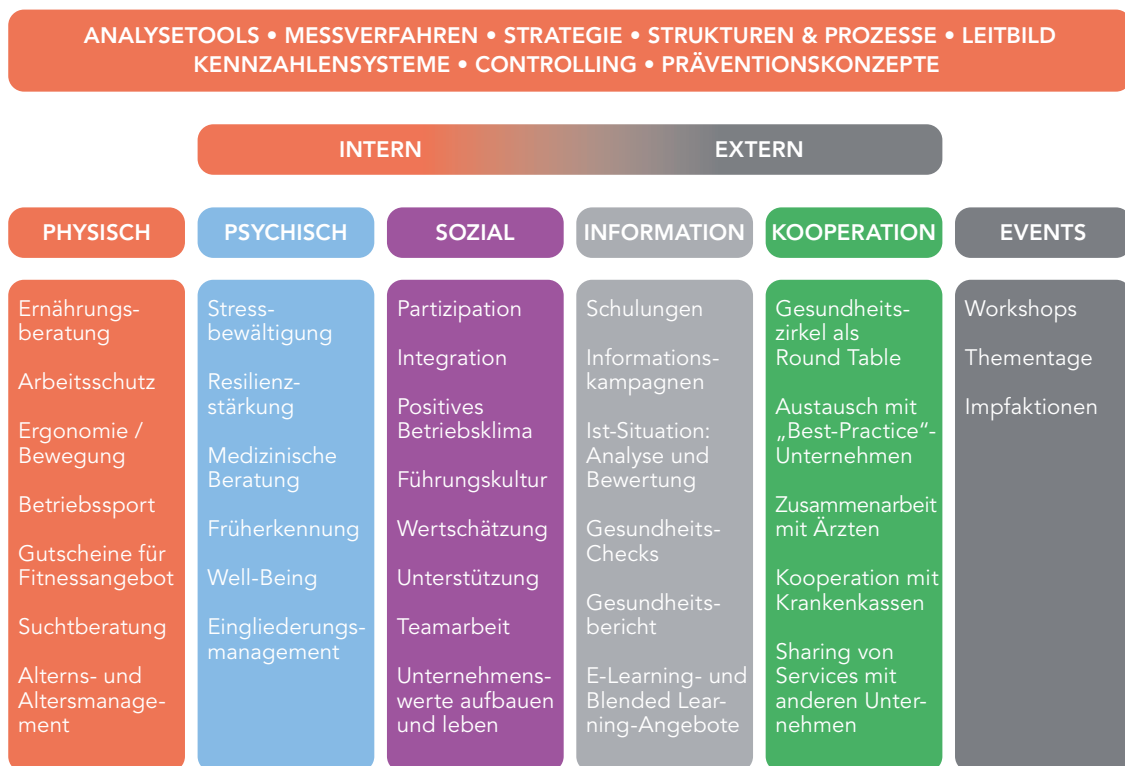 ANALYSETOOLS • MESSVERFAHREN • STRATEGIE • STRUKTUREN & PROZESSE • LEITBILD
KENNZAHLENSYSTEME • CONTROLLING • PRÄVENTIONSKONZEPTE
INTERN
EXTERN
PHYSISCH
Ernährungs-
beratung
Arbeitsschutz
Ergonomie /
Bewegung
Betriebssport
Gutscheine für
Fitnessangebot
Suchtberatung
Alterns- und
Altersmanage-
ment
PSYCHISCH
Stress-
bewältigung
Resilienz-
stärkung
Medizinische
Beratung
Früherkennung
Well-Being
Eingliederungs-
management
SOZIAL
Partizipation
Integration
Positives
Betriebsklima
Führungskultur
Wertschätzung
Unterstützung
Teamarbeit
Unternehmens-
werte aufbauen
und leben
INFORMATION
Schulungen
Informations-
kampagnen
Ist-Situation:
Analyse und
Bewertung
Gesundheits-
Checks
Gesundheits-
bericht
E-Learning- und
Blended Lear-
ning-Angebote
KOOPERATION
Gesundheits-
zirkel als
Round Table
Austausch mit
„Best-Practice“-
Unternehmen
Zusammenarbeit
mit Ärzten
Kooperation mit
Krankenkassen
Sharing von
Services mit
anderen Unter-
nehmen
EVENTS
Workshops
Thementage
Impfaktionen